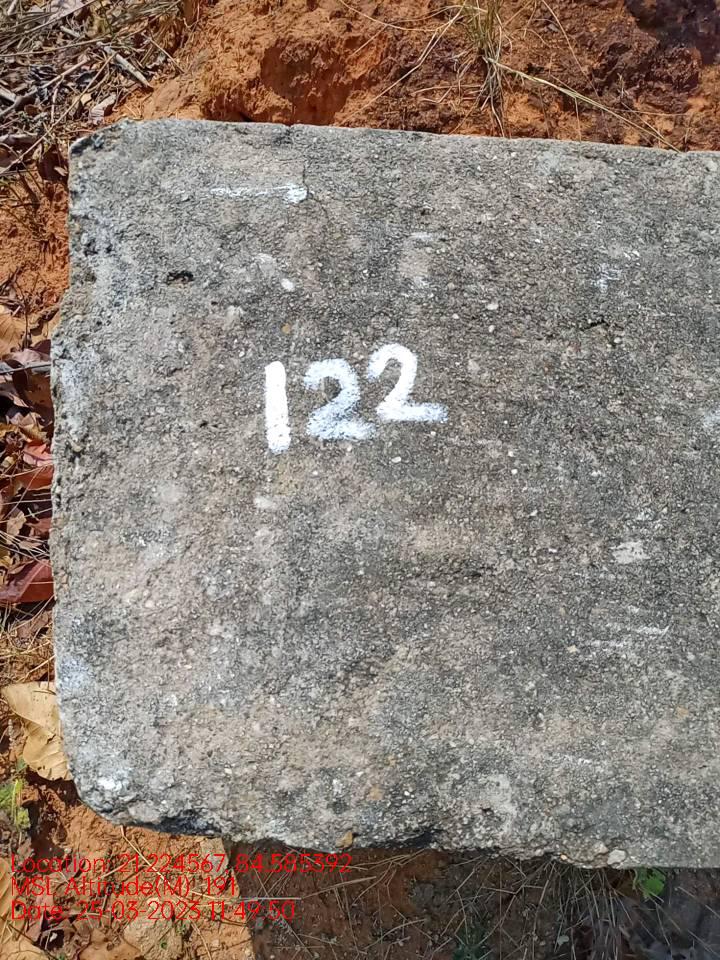 122
Location: 21.224567, 84.585392
MSL Altitude(M): 191
Date: 25-03-2023 11:49:50